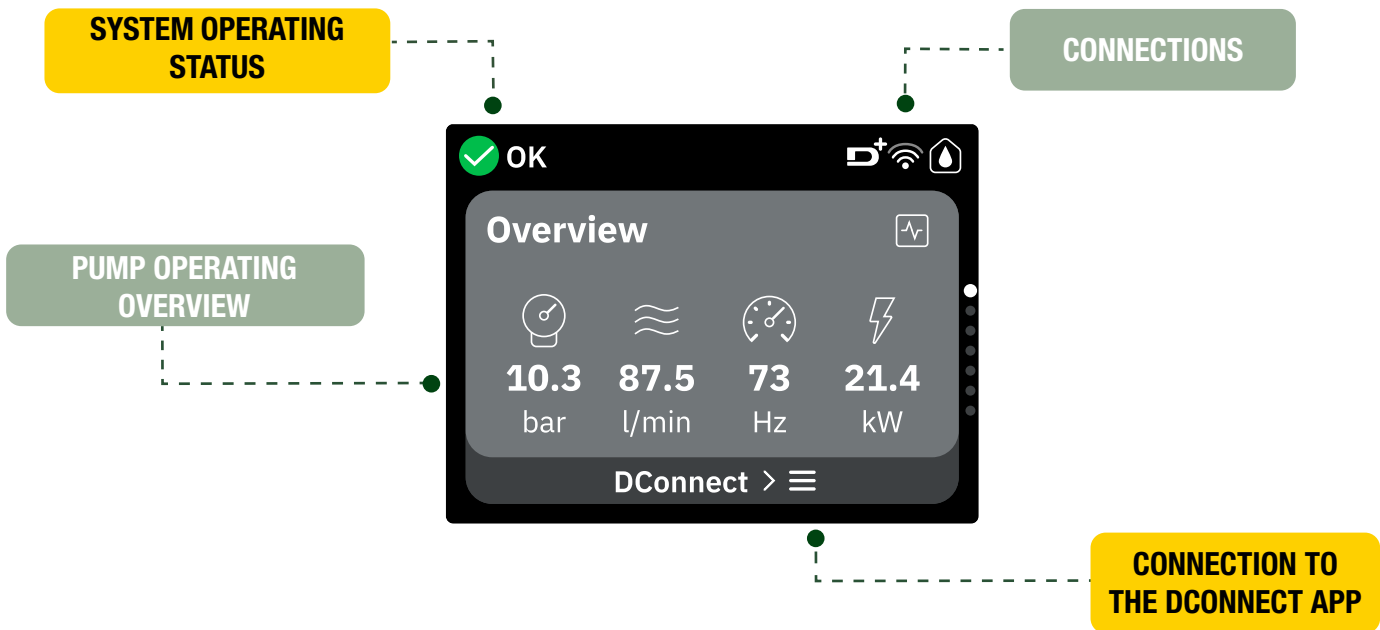 SYSTEM OPERATING
STATUS
CONNECTIONS
OK
D+
Overview
PUMP OPERATING
OVERVIEW
10.3 87.5 73 21.4
bar l/min Hz kW
DConnect >
CONNECTION TO
THE DCONNECT APP